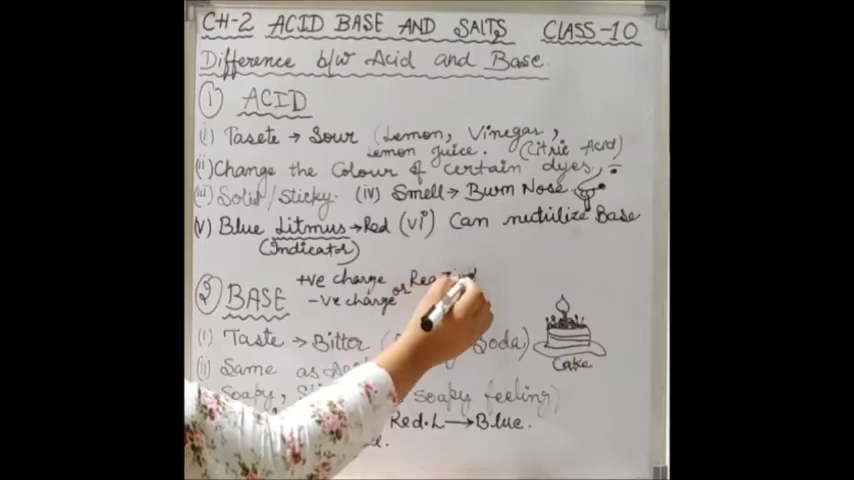 CH-2 ACID BASE AND SALTS CLASS-10
Difference b/w Acid and Base.
① ACID
(i) Tasete → Sour (Lemon, Vinegar,
Lemon Juice. (Citric Acid)
(ii) Change the Colour of certain dyes.
(iii) Solid/Sticky. (iv) Smell → Burn Nose.
(v) Blue Litmus → Red (vi) Can nutilize Base
(Indicator)
+ve charge or
② BASE -ve charge
(i) Taste → Bitter Soda)
(ii) Same as
Soapy, soapy feeling)
Red.L → Blue.
Cake